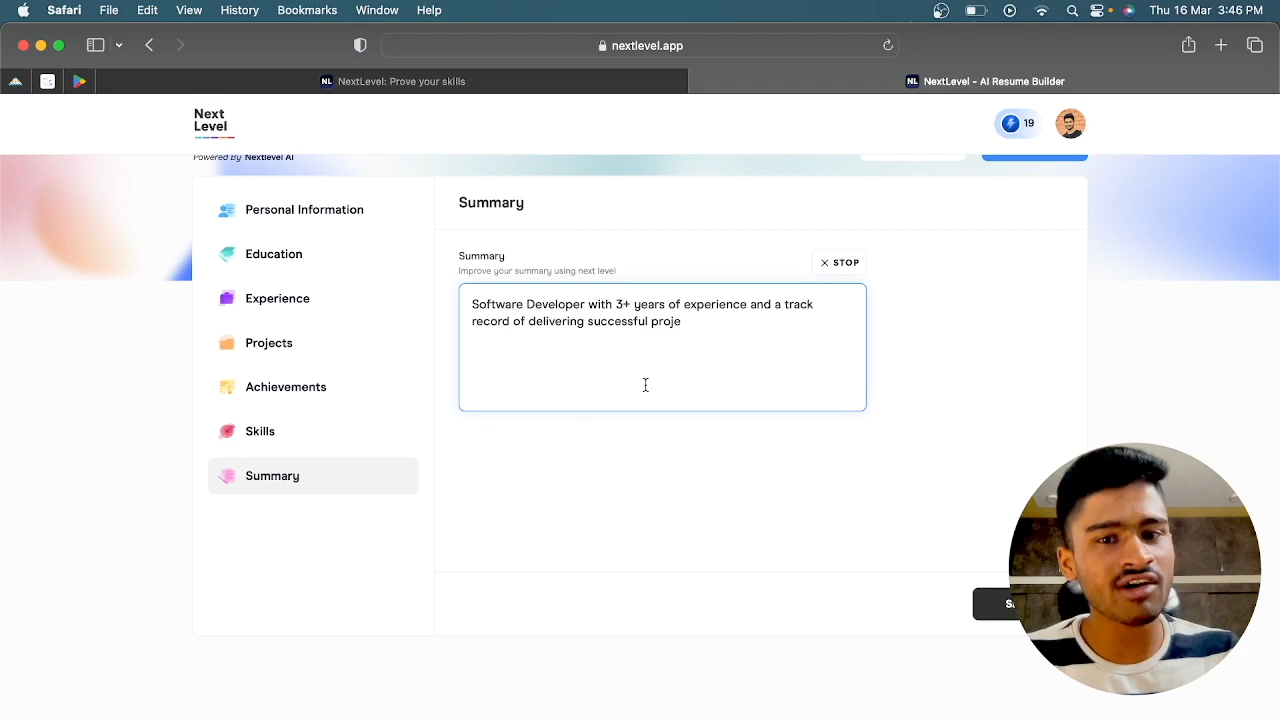 Safari File Edit View History Bookmarks Window Help Thu 16 Mar 3:46 PM
nextlevel.app
NL NextLevel: Prove your skills NL NextLevel - AI Resume Builder
Next
Level
19
Powered By Nextlevel AI
Personal Information
Education
Experience
Projects
Achievements
Skills
Summary
Summary
Summary
Improve your summary using next level
STOP
Software Developer with 3+ years of experience and a track
record of delivering successful proje